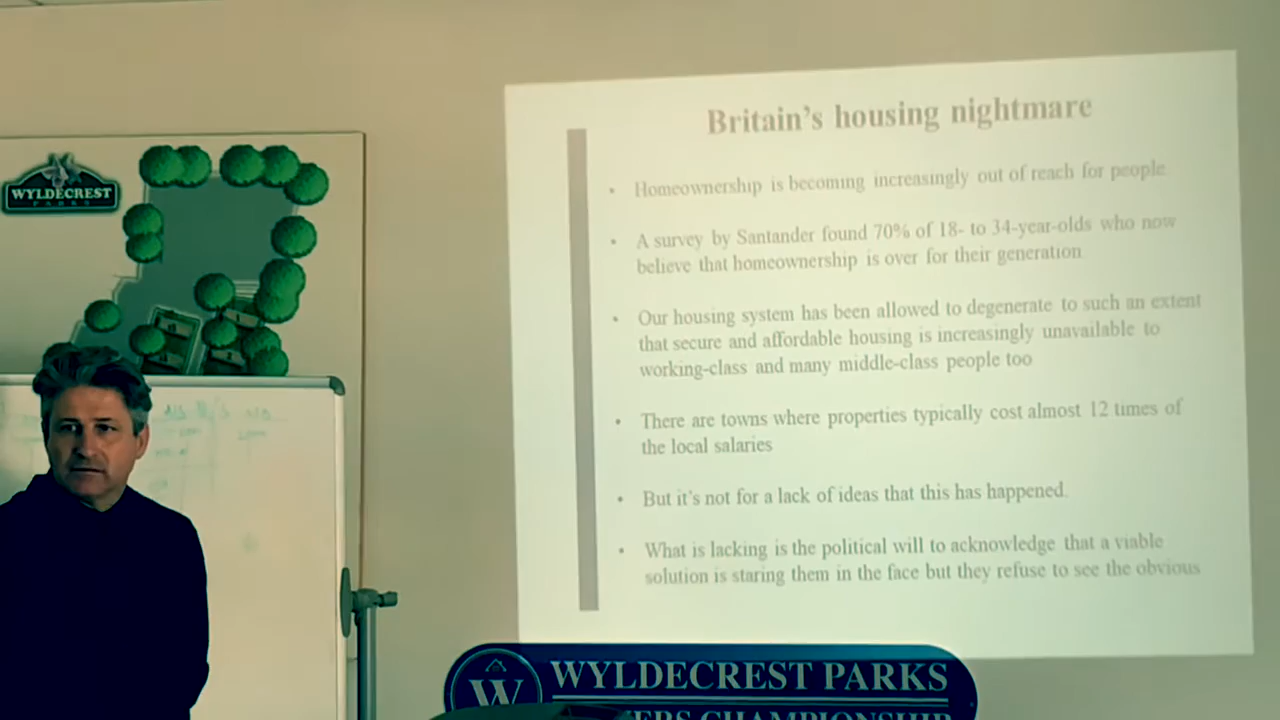 Britain's housing nightmare
• Homeownership is becoming increasingly out of reach for people
• A survey by Santander found 70% of 18- to 34-year-olds who now
believe that homeownership is over for their generation
• Our housing system has been allowed to degenerate to such an extent
that secure and affordable housing is increasingly unavailable to
working-class and many middle-class people too
• There are towns where properties typically cost almost 12 times of
the local salaries
• But it's not for a lack of ideas that this has happened.
• What is lacking is the political will to acknowledge that a viable
solution is staring them in the face but they refuse to see the obvious
WYLDECREST
PARKS
W
WYLDECREST PARKS
CHAMPIONSHIP